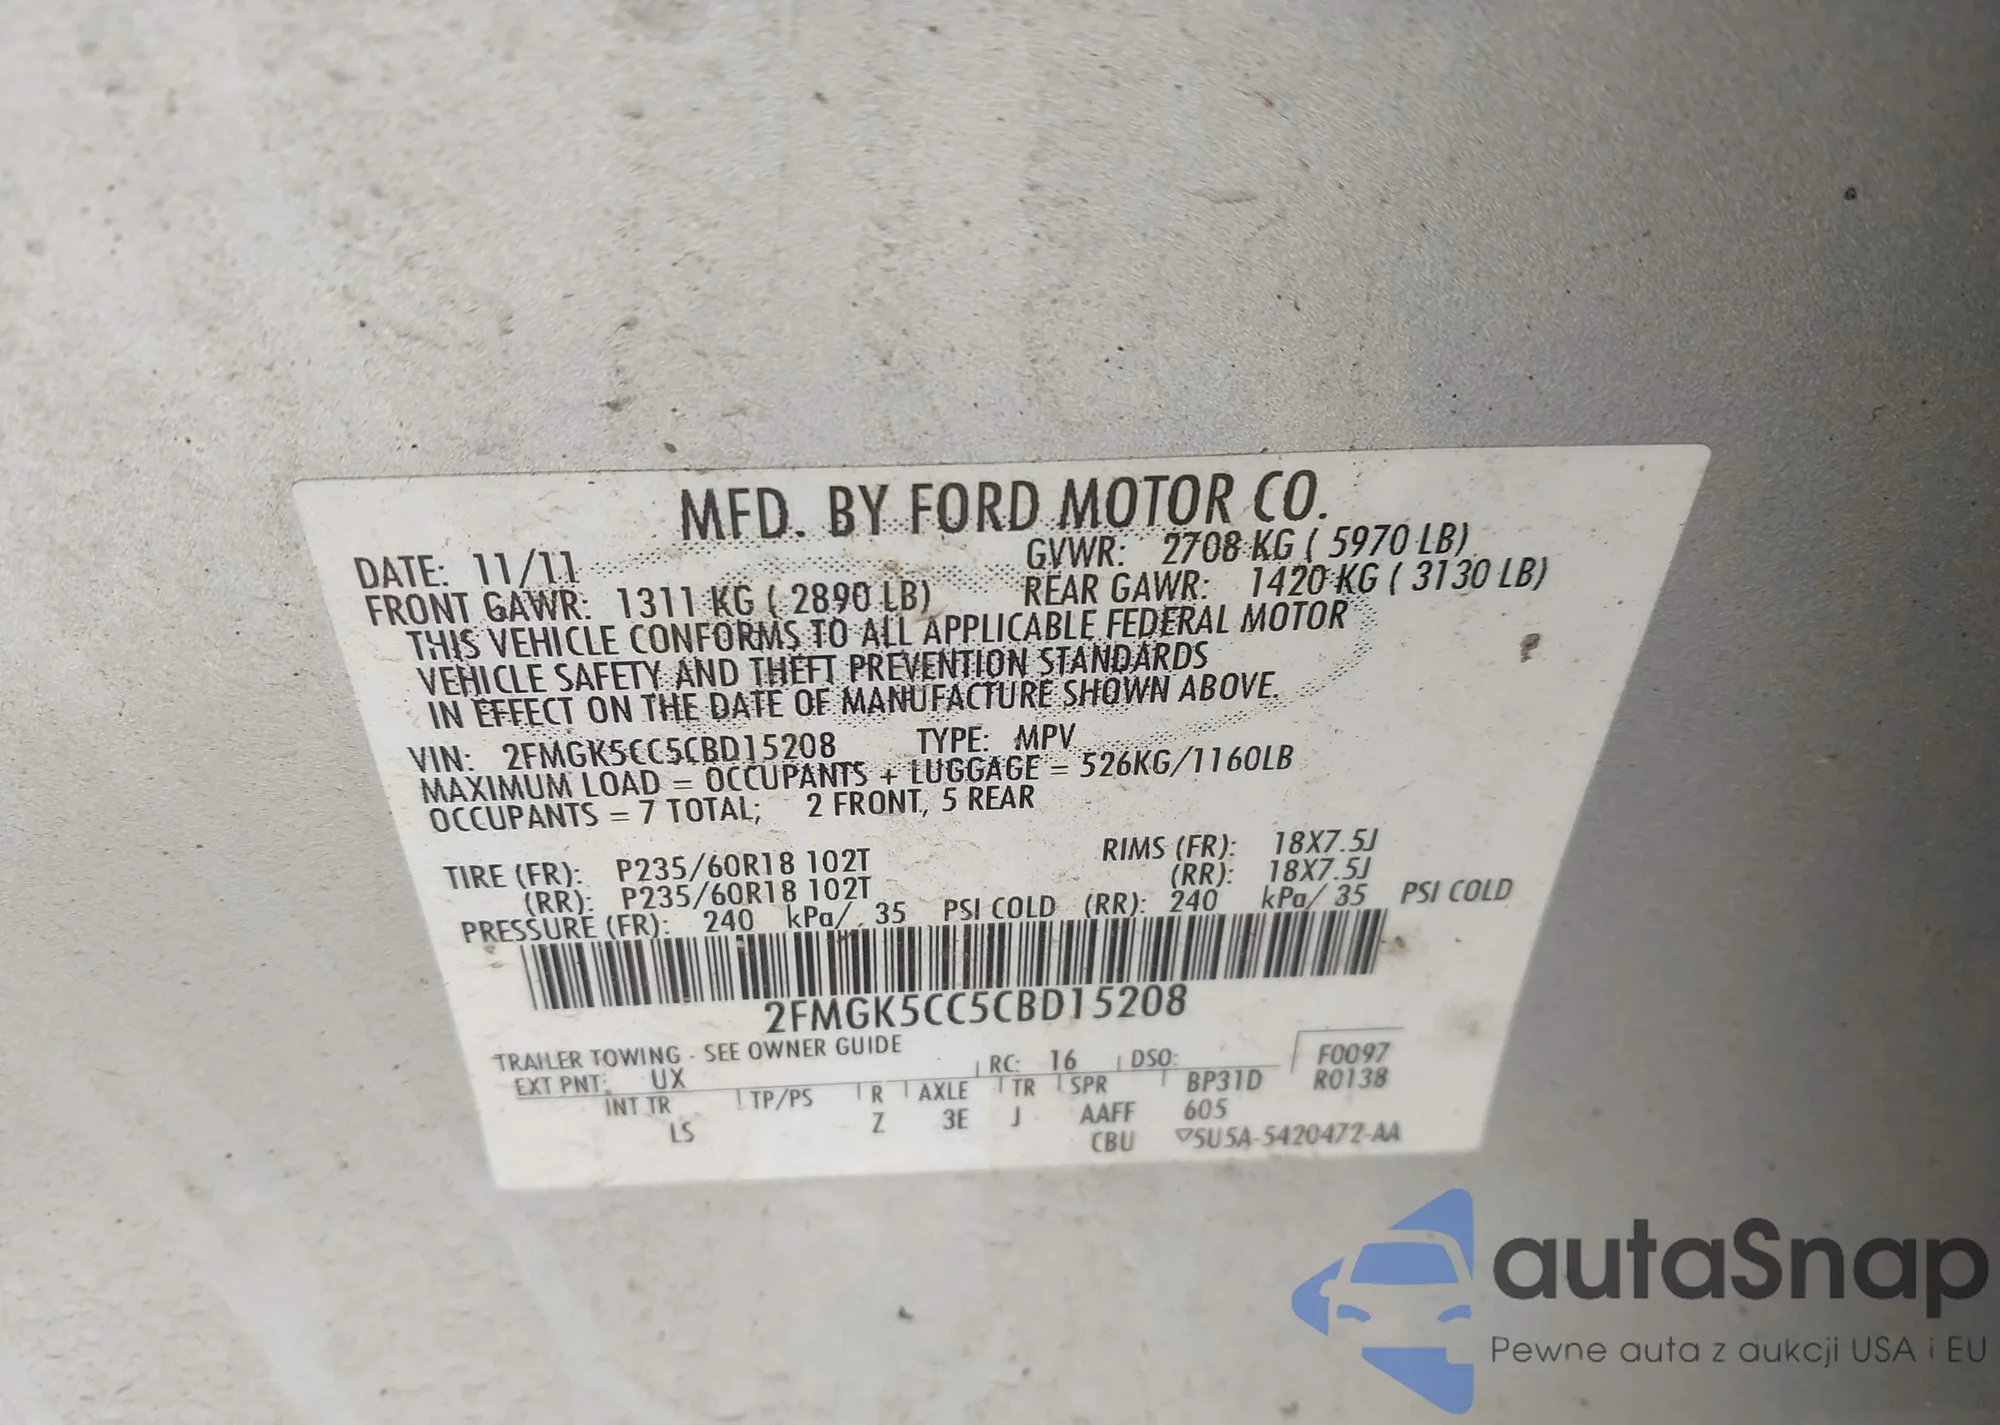 MFD. BY FORD MOTOR CO.
DATE: 11/11 GVWR: 2708 KG ( 5970 LB)
FRONT GAWR: 1311 KG ( 2890 LB) REAR GAWR: 1420 KG ( 3130 LB)
THIS VEHICLE CONFORMS TO ALL APPLICABLE FEDERAL MOTOR
VEHICLE SAFETY AND THEFT PREVENTION STANDARDS
IN EFFECT ON THE DATE OF MANUFACTURE SHOWN ABOVE.
VIN: 2FMGK5CC5CBD15208 TYPE: MPV
MAXIMUM LOAD = OCCUPANTS + LUGGAGE = 526KG/1160LB
OCCUPANTS = 7 TOTAL; 2 FRONT, 5 REAR
TIRE (FR): P235/60R18 102T RIMS (FR): 18X7.5J
(RR): P235/60R18 102T (RR): 18X7.5J
PRESSURE (FR): 240 kPa/ 35 PSI COLD (RR): 240 kPa/ 35 PSI COLD
2FMGK5CC5CBD15208
TRAILER TOWING - SEE OWNER GUIDE
EXT PNT: UX RC: 16 DSO: F0097
INT TR TP/PS R AXLE TR SPR BP31D R0138
LS Z 3E J AAFF 605
CBU ▽5U5A-5420472-AA
autaSnap
Pewne auta z aukcji USA i EU